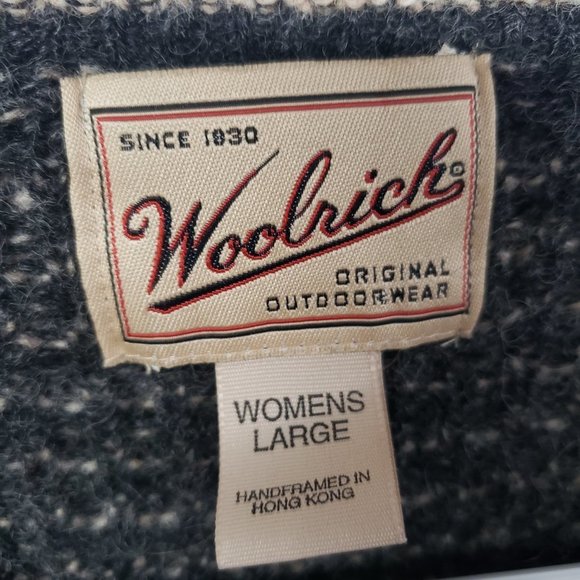 SINCE 1830
Woolrich®
ORIGINAL
OUTDOORWEAR
WOMENS
LARGE
HANDFRAMED IN
HONG KONG